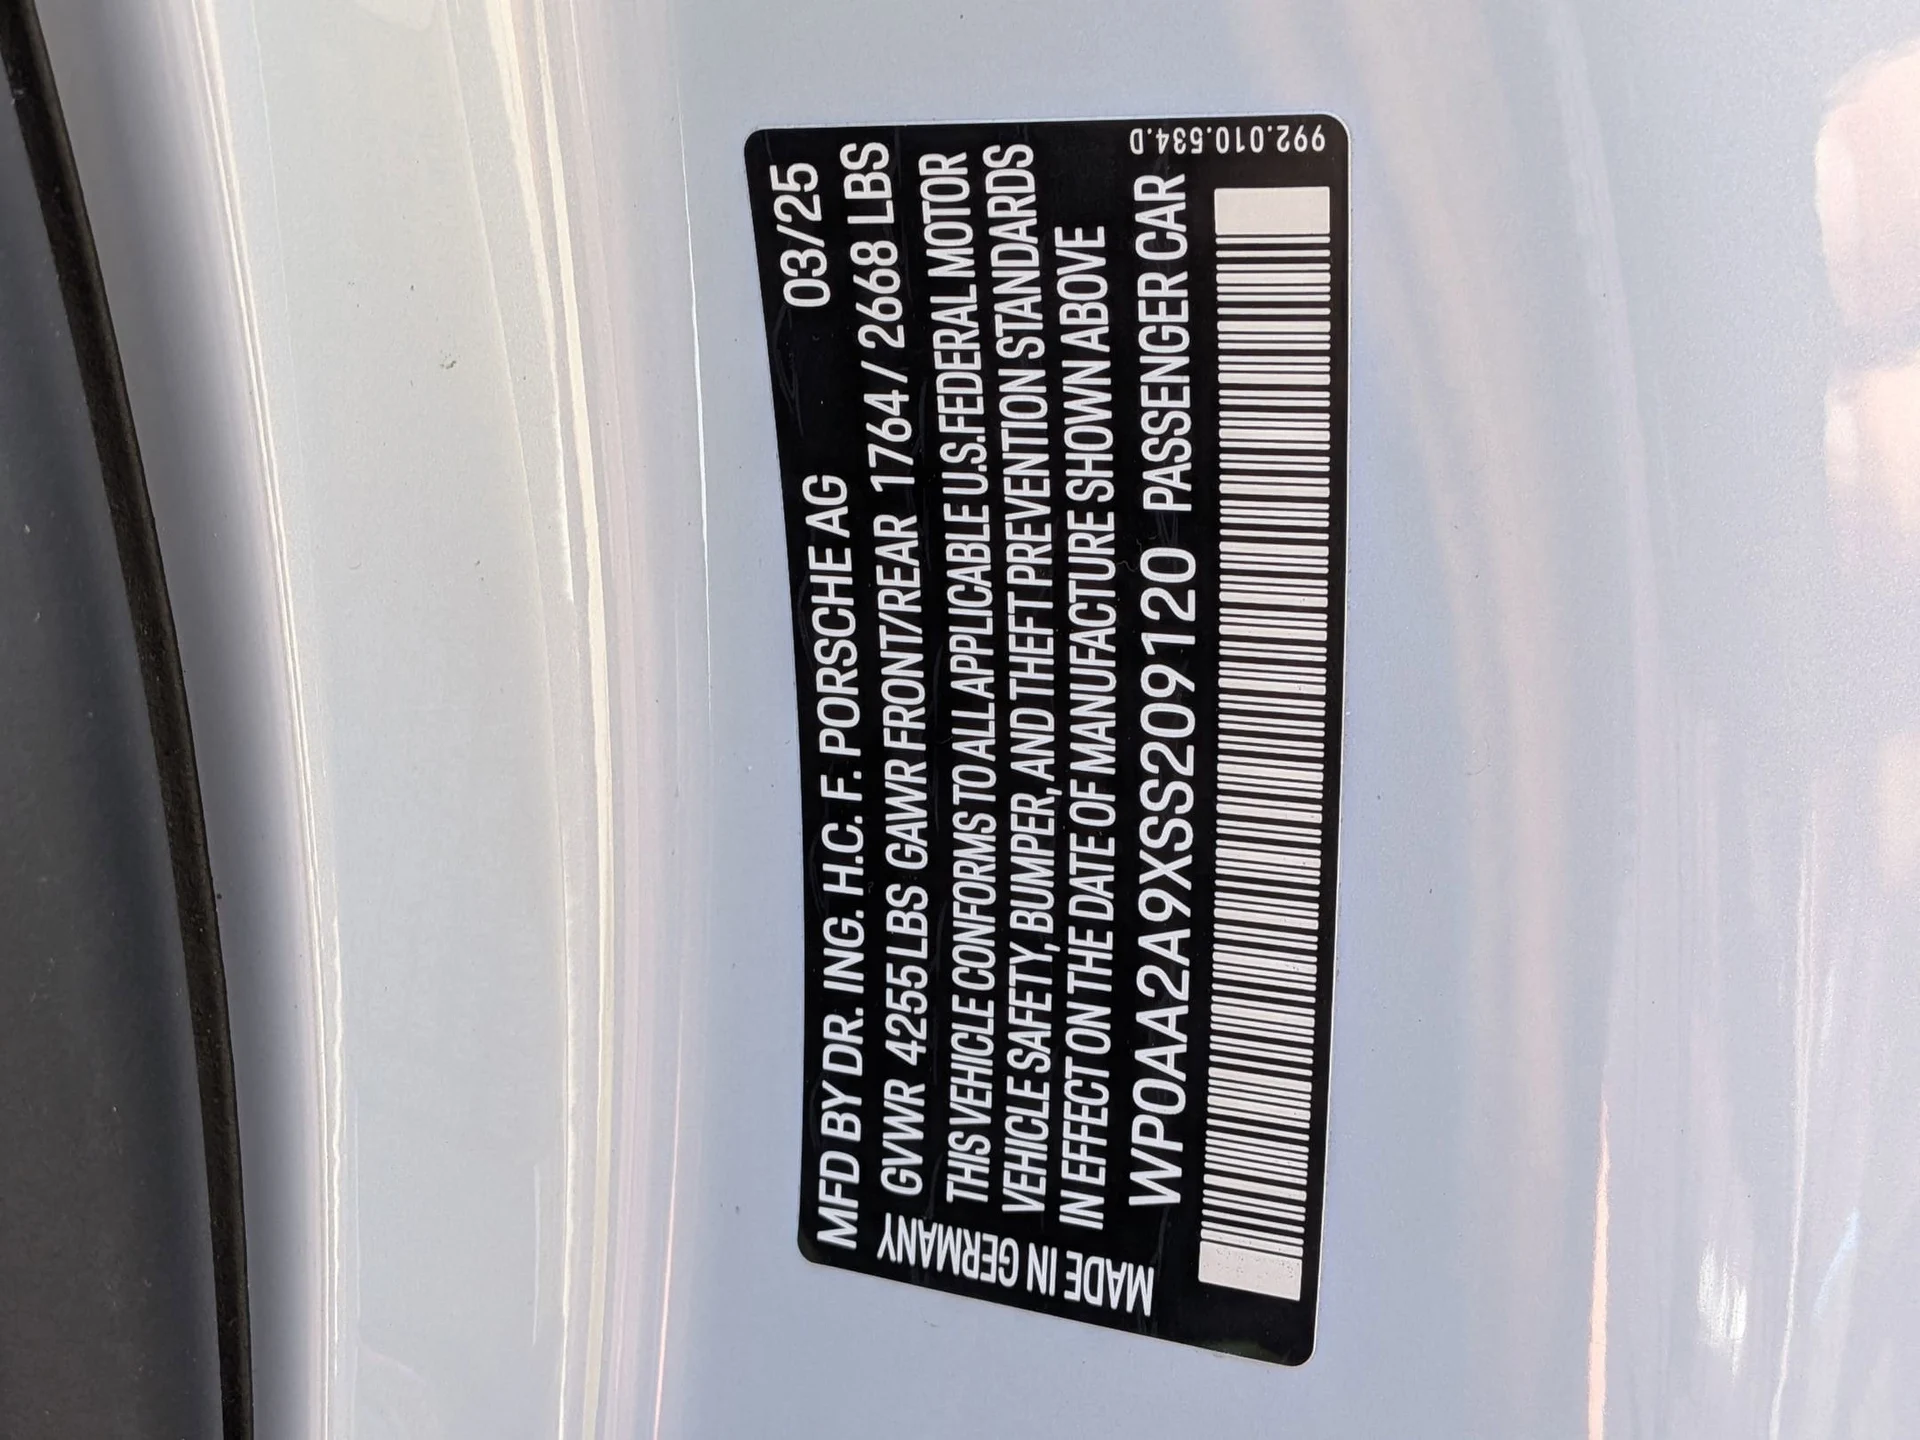 MFD BY DR. ING. H.C. F. PORSCHE AG 03/25
GVWR 4255 LBS GAWR FRONT/REAR 1764 / 2668 LBS
THIS VEHICLE CONFORMS TO ALL APPLICABLE U.S.FEDERAL MOTOR
VEHICLE SAFETY, BUMPER, AND THEFT PREVENTION STANDARDS
IN EFFECT ON THE DATE OF MANUFACTURE SHOWN ABOVE
WP0AA2A9XSS209120 PASSENGER CAR
MADE IN GERMANY
992.010.534.D